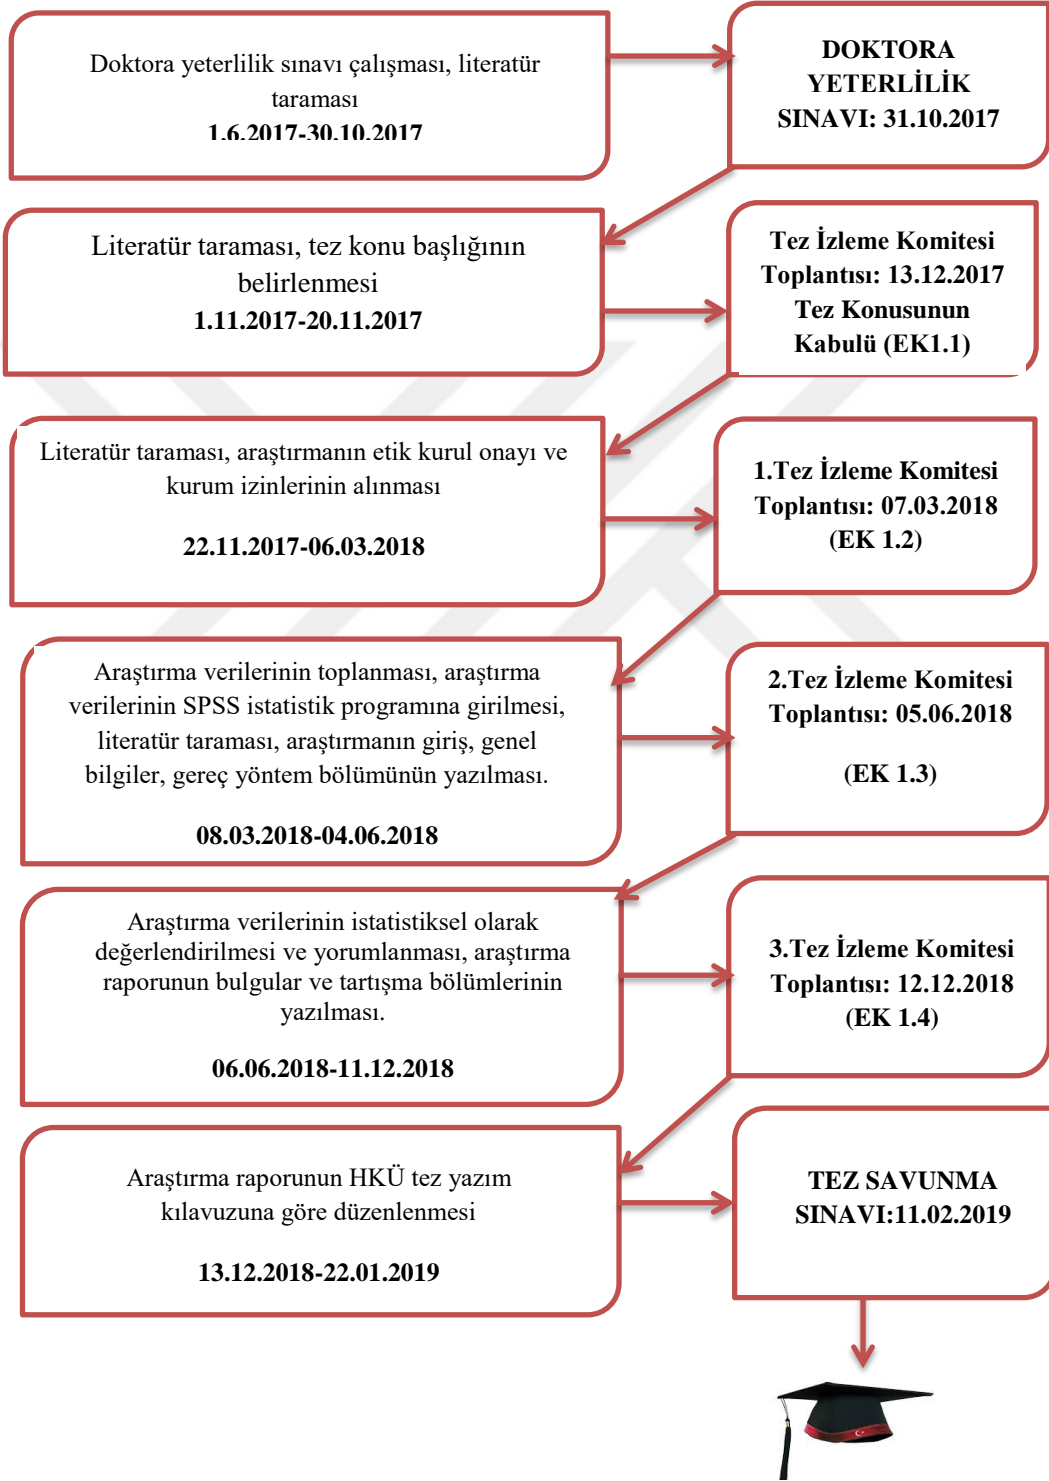 Doktora yeterlilik sınavı çalışması, literatür
taraması
1.6.2017-30.10.2017
DOKTORA
YETERLİLİK
SINAVI: 31.10.2017
Literatür taraması, tez konu başlığının
belirlenmesi
1.11.2017-20.11.2017
Tez İzleme Komitesi
Toplantısı: 13.12.2017
Tez Konusunun
Kabulü (EK1.1)
Literatür taraması, araştırmanın etik kurul onayı ve
kurum izinlerinin alınması
22.11.2017-06.03.2018
1.Tez İzleme Komitesi
Toplantısı: 07.03.2018
(EK 1.2)
Araştırma verilerinin toplanması, araştırma
verilerinin SPSS istatistik programına girilmesi,
literatür taraması, araştırmanın giriş, genel
bilgiler, gereç yöntem bölümünün yazılması.
08.03.2018-04.06.2018
2.Tez İzleme Komitesi
Toplantısı: 05.06.2018
(EK 1.3)
Araştırma verilerinin istatistiksel olarak
değerlendirilmesi ve yorumlanması, araştırma
raporunun bulgular ve tartışma bölümlerinin
yazılması.
06.06.2018-11.12.2018
3.Tez İzleme Komitesi
Toplantısı: 12.12.2018
(EK 1.4)
Araştırma raporunun HKÜ tez yazım
kılavuzuna göre düzenlenmesi
13.12.2018-22.01.2019
TEZ SAVUNMA
SINAVI:11.02.2019